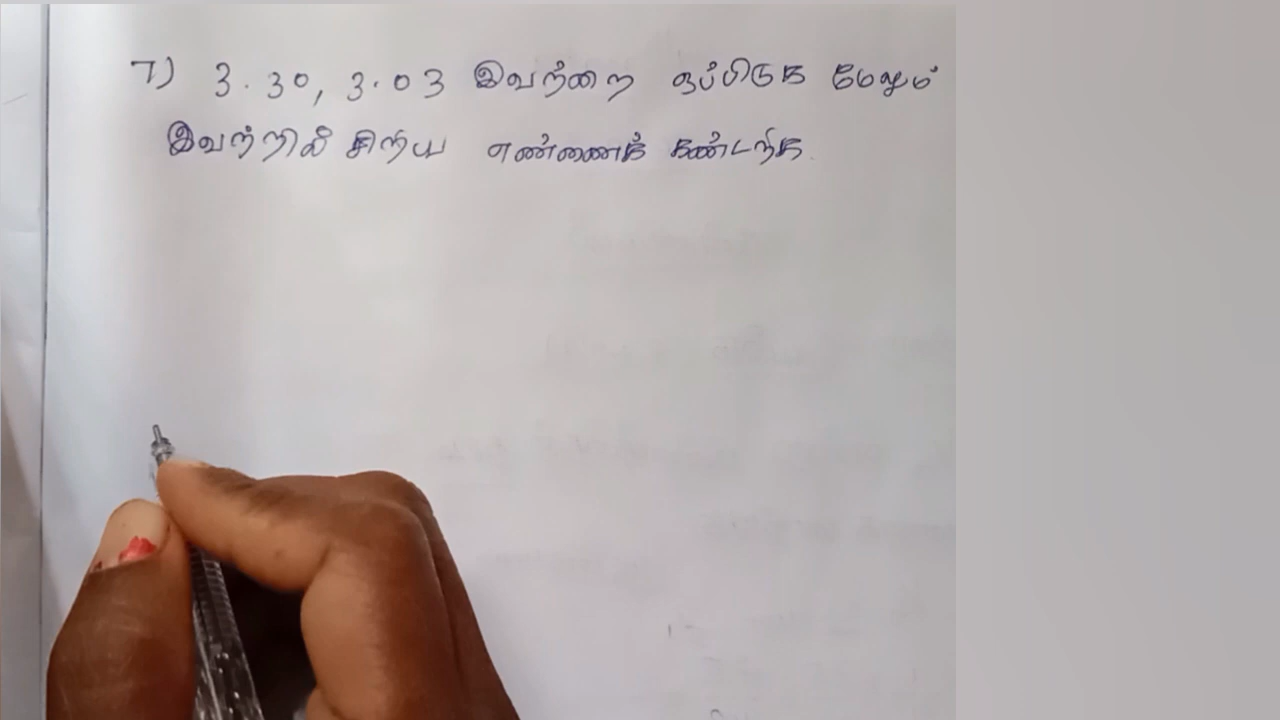 7) 3.30, 3.03 இவற்றை ஒப்பிடுக மேலும்
இவற்றில் சிறிய எண்ணைக் கண்டறிக.